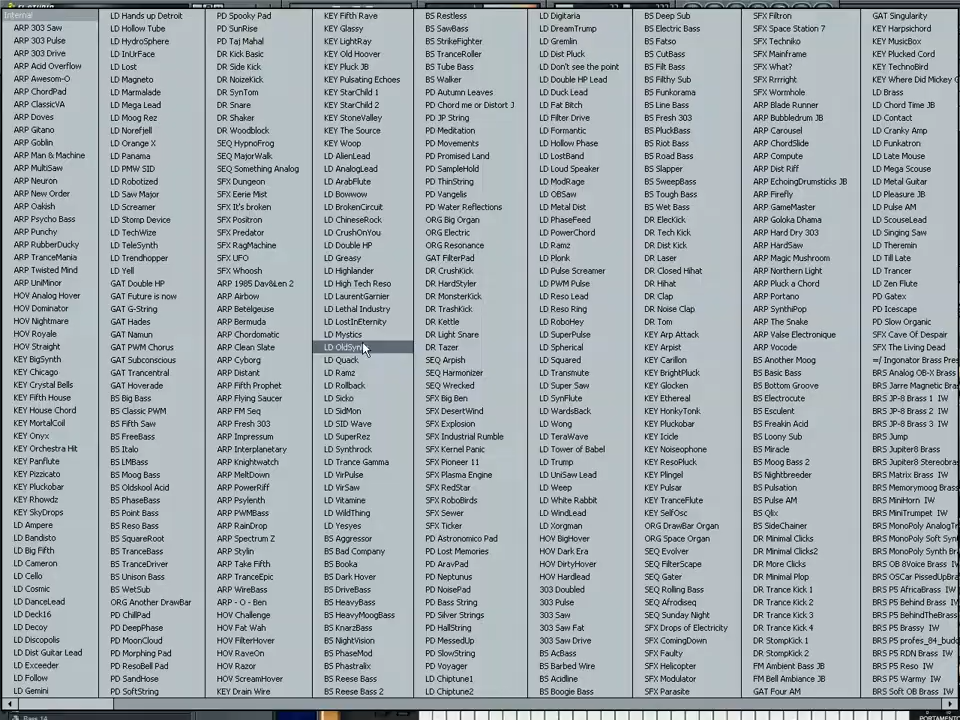 Internal
ARP 303 Saw
ARP 303 Pulse
ARP 303 Drive
ARP Acid Overflow
ARP Awesom-O
ARP ChordPad
ARP ClassicVA
ARP Doves
ARP Gitano
ARP Goblin
ARP Man & Machine
ARP MultiSaw
ARP Neuron
ARP New Order
ARP Oakish
ARP Psycho Bass
ARP Punchy
ARP RubberDucky
ARP TranceMania
ARP Twisted Mind
ARP UniMinor
HOV Analog Hover
HOV Dominator
HOV Nightmare
HOV Royale
HOV Straight
KEY BigSynth
KEY Chicago
KEY Crystal Bells
KEY Fifth House
KEY House Chord
KEY MortalCoil
KEY Onyx
KEY Orchestra Hit
KEY Panflute
KEY Pizzicato
KEY Pluckobar
KEY Rhowdz
KEY SkyDrops
LD Ampere
LD Bandisto
LD Big Fifth
LD Cameron
LD Cello
LD Cosmic
LD DanceLead
LD Deck16
LD Decoy
LD Discopolis
LD Dist Guitar Lead
LD Exceeder
LD Follow
LD Gemini
LD Hands up Detroit
LD Hollow Tube
LD HydroSphere
LD InUrFace
LD Lost
LD Magneto
LD Marmalade
LD Mega Lead
LD Moog Rez
LD Norefjell
LD Orange X
LD Panama
LD PMW SID
LD Robotized
LD Saw Major
LD Screamer
LD Stomp Device
LD TechWize
LD TeleSynth
LD Trendhopper
LD Yell
GAT Double HP
GAT Future is now
GAT G-String
GAT Hades
GAT Namun
GAT PWM Chorus
GAT Subconscious
GAT Trancentral
GAT Hoverade
BS Big Bass
BS Classic PWM
BS Fifth Saw
BS FreeBass
BS Italo
BS LMBass
BS Moog Bass
BS Oldskool Acid
BS PhaseBass
BS Point Bass
BS Reso Bass
BS SquareRoot
BS TranceBass
BS TranceDriver
BS Unison Bass
BS WetSub
ORG Another DrawBar
PD ChillPad
PD DeepPhase
PD MoonCloud
PD Morphing Pad
PD ResoBell Pad
PD SandHose
PD SoftString
PD Spooky Pad
PD SunRise
PD Taj Mahal
DR Kick Basic
DR Side Kick
DR NoizeKick
DR SynTom
DR Snare
DR Shaker
DR Woodblock
SEQ HypnoFrog
SEQ MajorWalk
SEQ Something Analog
SFX Dungeon
SFX Eerie Mist
SFX It's broken
SFX Positron
SFX Predator
SFX RagMachine
SFX UFO
SFX Whoosh
ARP 1985 Dav&Len 2
ARP Airbow
ARP Betelgeuse
ARP Bermuda
ARP Chordomatic
ARP Clean Slate
ARP Cyborg
ARP Distant
ARP Fifth Prophet
ARP Flying Saucer
ARP FM Seq
ARP Fresh 303
ARP Impressum
ARP Interplanetary
ARP Knightwatch
ARP MeltDown
ARP PowerRiff
ARP Psylenth
ARP PWMBass
ARP RainDrop
ARP Spectrum Z
ARP Stylin
ARP Take Fifth
ARP TranceEpic
ARP WireBass
ARP - O - Ben
HOV Challenge
HOV Fat Wah
HOV FilterHover
HOV RaveOn
HOV Razor
HOV ScreamHover
KEY Drain Wire
KEY Fifth Rave
KEY Glassy
KEY LightRay
KEY Old Hoover
KEY Pluck JB
KEY Pulsating Echoes
KEY StarChild 1
KEY StarChild 2
KEY StoneValley
KEY The Source
KEY Woop
LD AlienLead
LD AnalogLead
LD ArabFlute
LD Bowwow
LD BrokenCircuit
LD ChineseRock
LD CrushOnYou
LD Double HP
LD Greasy
LD Highlander
LD High Tech Reso
LD LaurentGarnier
LD Lethal Industry
LD LostInEternity
LD Mystics
LD Quack
LD Ramz
LD Rollback
LD Sicko
LD SidMon
LD SID Wave
LD SuperRez
LD Synthrock
LD Trance Gamma
LD VirPulse
LD VirSaw
LD Vitamine
LD WildThing
LD Yesyes
BS Aggressor
BS Bad Company
BS Booka
BS Dark Hover
BS DriveBass
BS HeavyBass
BS HeavyMoogBass
BS KnarzBass
BS NightVision
BS PhaseMod
BS Phastralix
BS Reese Bass
BS Reese Bass 2
BS Restless
BS SawBass
BS StrikeFighter
BS TranceRoller
BS Tube Bass
BS Walker
PD Autumn Leaves
PD Chord me or Distort J
PD JP String
PD Meditation
PD Movements
PD Promised Land
PD SampleHold
PD ThinString
PD Vangelis
PD Water Reflections
ORG Big Organ
ORG Electric
ORG Resonance
GAT FilterPad
DR CrushKick
DR HardStyler
DR MonsterKick
DR TrashKick
DR Kettle
DR Light Snare
DR Tazer
SEQ Arpish
SEQ Harmonizer
SEQ Wrecked
SFX Big Ben
SFX DesertWind
SFX Explosion
SFX Industrial Rumble
SFX Kernel Panic
SFX Pioneer 11
SFX Plasma Engine
SFX RedStar
SFX RoboBirds
SFX Sewer
SFX Ticker
PD Astronomico Pad
PD Lost Memories
PD AravPad
PD Neptunus
PD NoisePad
PD Bass String
PD Silver Strings
PD HallString
PD MessedUp
PD SlowString
PD Voyager
LD Chiptune1
LD Chiptune2
LD Digitaria
LD DreamTrump
LD Gremlin
LD Dist Pluck
LD Don't see the point
LD Double HP Lead
LD Duck Lead
LD Fat Bitch
LD Filter Drive
LD Formantic
LD Hollow Phase
LD LostBand
LD Loud Speaker
LD ModRage
LD OBSaw
LD Metal Dist
LD PhaseFeed
LD PowerChord
LD Ramz
LD Plonk
LD Pulse Screamer
LD PWM Pulse
LD Reso Lead
LD Reso Ring
LD RoboHey
LD SuperPulse
LD Spherical
LD Squared
LD Transmute
LD Super Saw
LD SynFlute
LD WardsBack
LD Wong
LD TeraWave
LD Tower of Babel
LD Trump
LD UniSaw Lead
LD Weep
LD White Rabbit
LD WindLead
LD Xorgman
HOV BigHover
HOV Dark Era
HOV DirtyHover
HOV Hardlead
303 Doubled
303 Pulse
303 Saw
303 Saw Fat
303 Saw Drive
BS AcBass
BS Barbed Wire
BS Acidline
BS Boogie Bass
BS Deep Sub
BS Electric Bass
BS Fatso
BS CutBass
BS Filt Bass
BS Filthy Sub
BS Funkorama
BS Line Bass
BS Fresh 303
BS PluckBass
BS Riot Bass
BS Road Bass
BS Slapper
BS SweepBass
BS Tough Bass
BS Wet Bass
DR ElecKick
DR Tech Kick
DR Dist Kick
DR Laser
DR Closed Hihat
DR Hihat
DR Clap
DR Noise Clap
DR Tom
KEY Arp Attack
KEY Arpist
KEY Carillon
KEY BrightPluck
KEY Glocken
KEY Ethereal
KEY HonkyTonk
KEY Pluckobar
KEY Icicle
KEY Noiseophone
KEY ResoPluck
KEY Pulsar
KEY TranceFlute
KEY SelfOsc
ORG DrawBar Organ
ORG Space Organ
SEQ Evolver
SEQ FilterScape
SEQ Gater
SEQ Rolling Bass
SEQ Afrodiseq
SEQ Sunday Night
SFX Drops of Electricity
SFX ComingDown
SFX Faulty
SFX Helicopter
SFX Modulator
SFX Parasite
SFX Filtron
SFX Space Station 7
SFX Techniko
SFX Mainframe
SFX What?
SFX Rrrright
SFX Wormhole
ARP Blade Runner
ARP Bubbledrum JB
ARP Carousel
ARP ChordSlide
ARP Compute
ARP Dist Riff
ARP EchoingDrumsticks JB
ARP Firefly
ARP GameMaster
ARP Goloka Dhama
ARP Hard Dry 303
ARP HardSaw
ARP Magic Mushroom
ARP Northern Light
ARP Pluck a Chord
ARP Portano
ARP SynthPop
ARP The Snake
ARP Valse Electronique
ARP Vocode
BS Another Moog
BS Bottom Groove
BS Electrocute
BS Esculent
BS Freakin Acid
BS Loony Sub
BS Miracle
BS Moog Bass 2
BS Nightbreeder
BS Pulsation
BS Pulse AM
BS Qlix
BS SideChainer
DR Minimal Clicks
DR Minimal Clicks2
DR More Clicks
DR Minimal Plop
DR Trance Kick 1
DR Trance Kick 2
DR Trance Kick 3
DR Trance Kick 4
DR StompKick 1
DR StompKick 2
FM Ambient Bass JB
FM Bell Ambiance JB
GAT Four AM
GAT Singularity
KEY Harpsichord
KEY MusicBox
KEY Plucked Cord
KEY TechnoBird
KEY Where Did Mickey
LD Brass
LD Chord Time JB
LD Contact
LD Cranky Amp
LD Funkatron
LD Late Mouse
LD Mega Scouse
LD Metal Guitar
LD Pleasure JB
LD Pulse AM
LD ScouseLead
LD Singing Saw
LD Theremin
LD Till Late
LD Trancer
LD Zen Flute
PD Gatex
PD Icescape
PD Slow Organic
SFX Cave Of Despair
SFX The Living Dead
=/ Ingonator Brass Pre
BRS Analog OB-X Brass
BRS Jarre Magnetic Bra
BRS JP-8 Brass 1 IW
BRS JP-8 Brass 2 IW
BRS JP-8 Brass 3 IW
BRS Jump
BRS Jupiter8 Brass
BRS Jupiter8 Stereobra
BRS Memorymoog Brass
BRS MiniHorn IW
BRS MiniTrumpet IW
BRS MonoPoly AnalogTr
BRS MonoPoly Soft Syn
BRS MonoPoly Synth Br
BRS OB 8Voice Brass
BRS OSCar PissedUpBra
BRS P5 AfricaBrass IW
BRS P5 Behind Brass I
BRS P5 BehindTheBrass
BRS P5 Brassy IW
BRS P5 profes_84_bud
BRS P5 RDN Brass IW
BRS P5 Reso IW
BRS P5 Warmy IW
BRS Soft OB Brass IW
Bass 14
PORTAMENTO